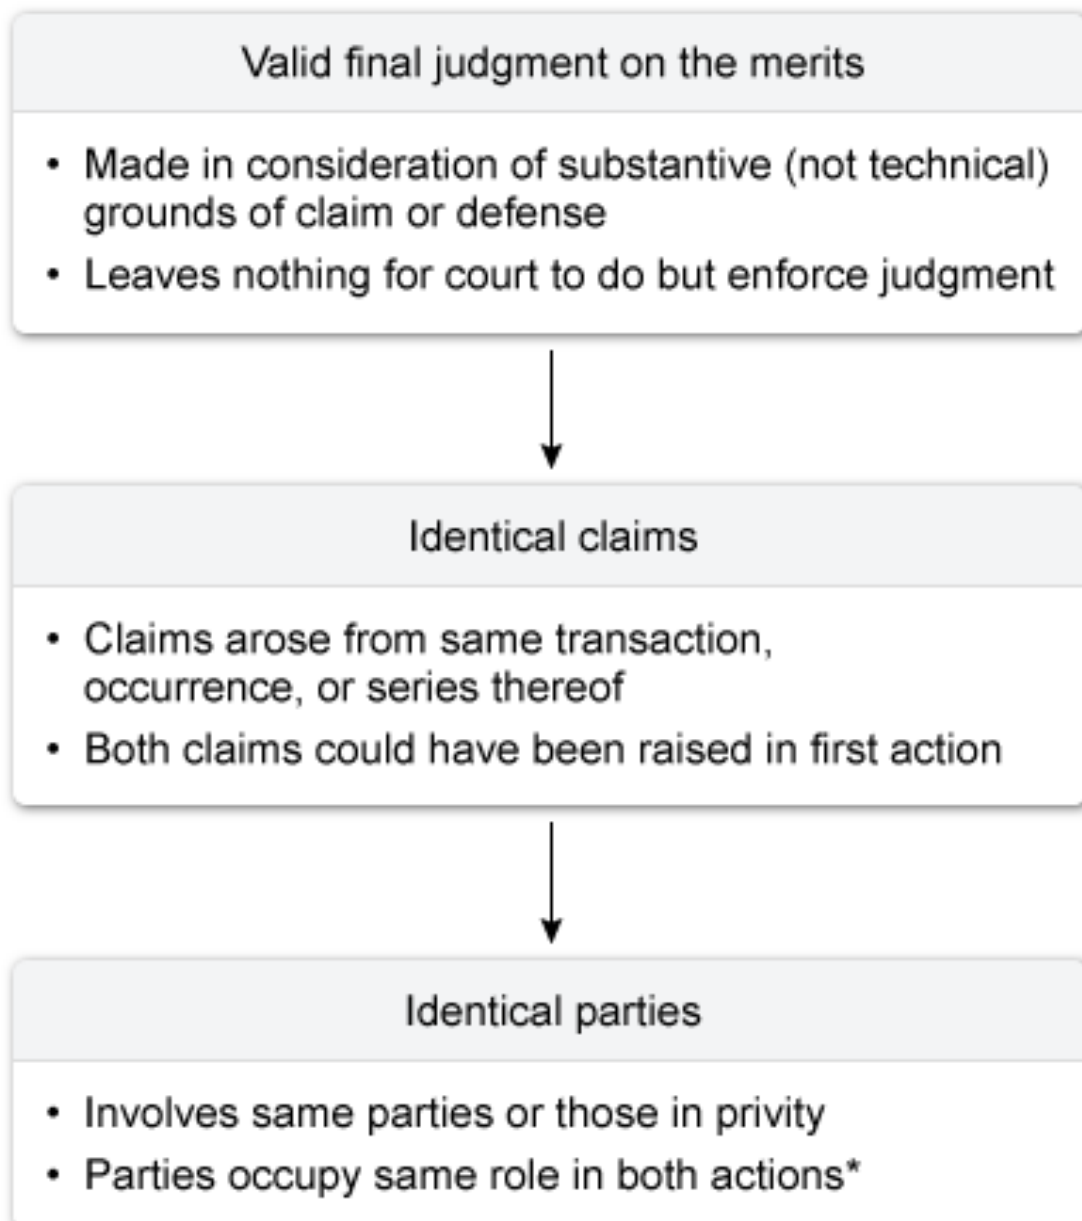 Valid final judgment on the merits
• Made in consideration of substantive (not technical)
grounds of claim or defense
• Leaves nothing for court to do but enforce judgment
Identical claims
• Claims arose from same transaction,
occurrence, or series thereof
• Both claims could have been raised in first action
Identical parties
• Involves same parties or those in privity
• Parties occupy same role in both actions*